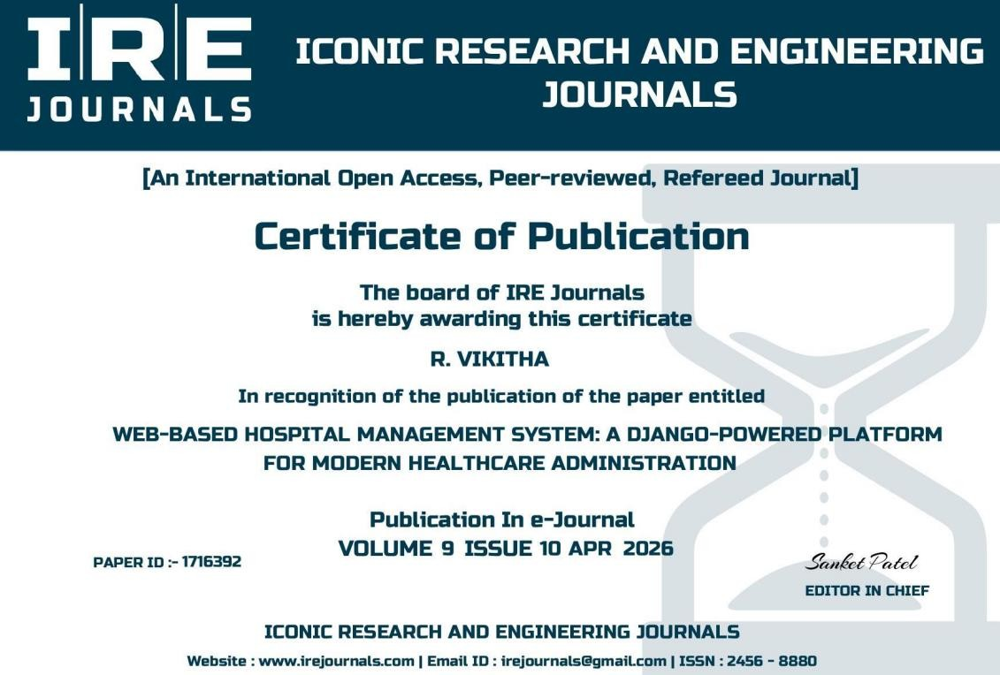 IRE
JOURNALS
ICONIC RESEARCH AND ENGINEERING
JOURNALS
[An International Open Access, Peer-reviewed, Refereed Journal]
Certificate of Publication
The board of IRE Journals
is hereby awarding this certificate
R. VIKITHA
In recognition of the publication of the paper entitled
WEB-BASED HOSPITAL MANAGEMENT SYSTEM: A DJANGO-POWERED PLATFORM
FOR MODERN HEALTHCARE ADMINISTRATION
Publication In e-Journal
VOLUME 9 ISSUE 10 APR 2026
PAPER ID :- 1716392
Sanket Patel
EDITOR IN CHIEF
ICONIC RESEARCH AND ENGINEERING JOURNALS
Website : www.irejournals.com | Email ID : irejournals@gmail.com | ISSN : 2456 - 8880